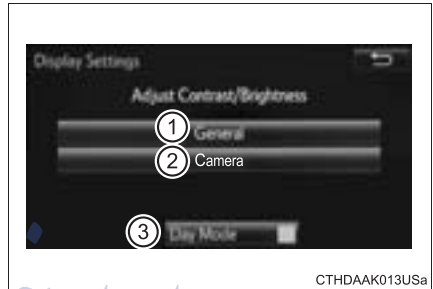 Display Settings
Adjust Contrast/Brightness
1 General
2 Camera
3 Day Mode
CTHDAAK013USa